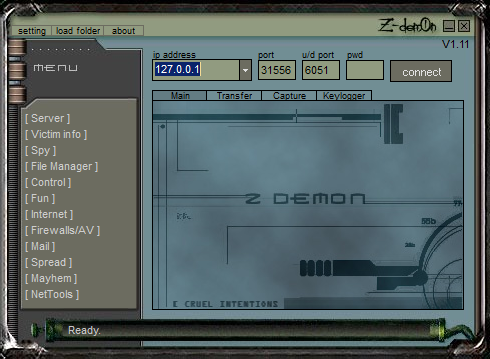 setting load folder about
Z-dem0n
V1.11
MENU
ip address port u/d port pwd
127.0.0.1 31556 6051 connect
Main Transfer Capture Keylogger
[ Server ]
[ Victim info ]
[ Spy ]
[ File Manager ]
[ Control ]
[ Fun ]
[ Internet ]
[ Firewalls/AV ]
[ Mail ]
[ Spread ]
[ Mayhem ]
[ NetTools ]
Z DEMON
E CRUEL INTENTIONS
Ready.